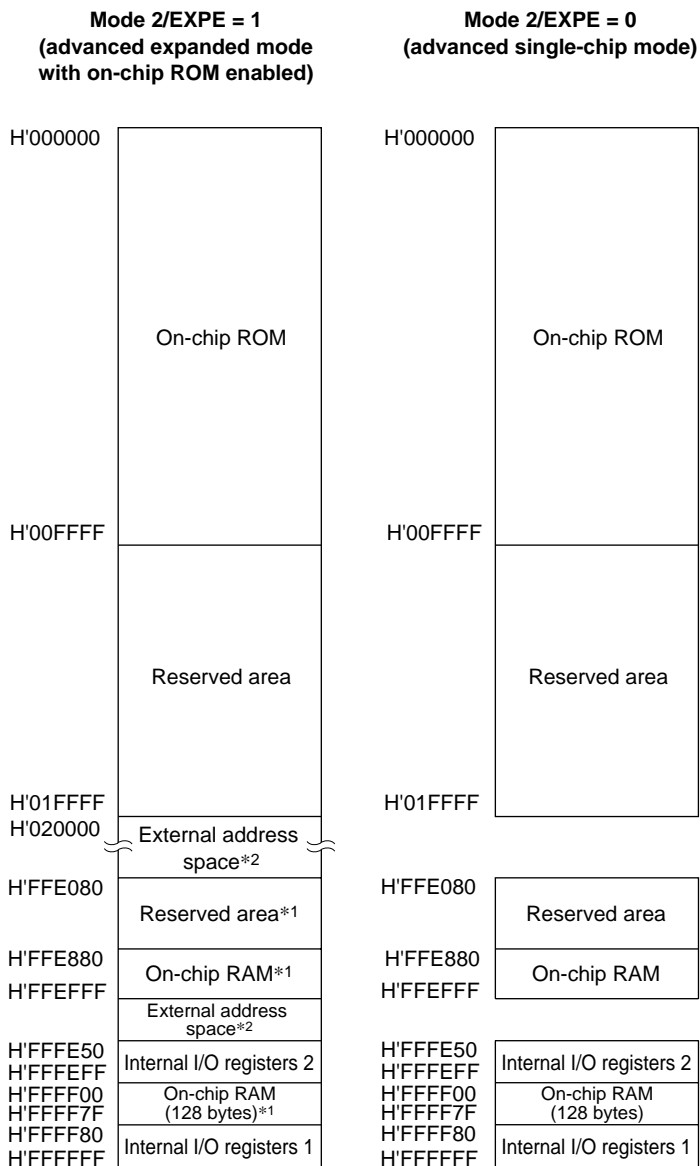 Mode 2/EXPE = 1
(advanced expanded mode
with on-chip ROM enabled)
H'000000
On-chip ROM
H'00FFFF
Reserved area
H'01FFFF
H'020000
External address
space*2
H'FFE080
Reserved area*1
H'FFE880
On-chip RAM*1
H'FFEFFF
External address
space*2
H'FFFE50
Internal I/O registers 2
H'FFFEFF
H'FFFF00
On-chip RAM
(128 bytes)*1
H'FFFF7F
H'FFFF80
Internal I/O registers 1
H'FFFFFF
Mode 2/EXPE = 0
(advanced single-chip mode)
H'000000
On-chip ROM
H'00FFFF
Reserved area
H'01FFFF
H'FFE080
Reserved area
H'FFE880
On-chip RAM
H'FFEFFF
H'FFFE50
Internal I/O registers 2
H'FFFEFF
H'FFFF00
On-chip RAM
(128 bytes)
H'FFFF7F
H'FFFF80
Internal I/O registers 1
H'FFFFFF